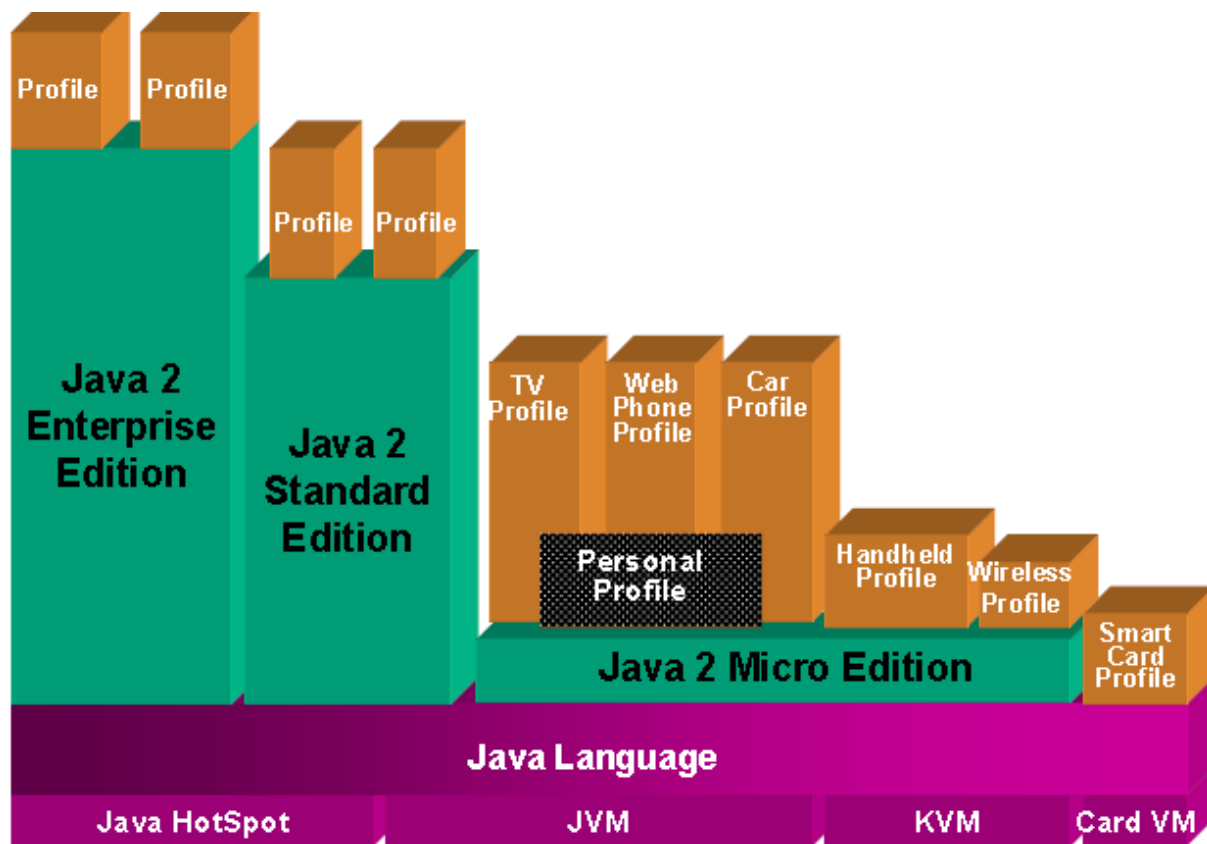 Profile
Profile
Profile
Profile
Java 2
Enterprise
Edition
Java 2
Standard
Edition
TV
Profile
Web
Phone
Profile
Car
Profile
Personal
Profile
Handheld
Profile
Wireless
Profile
Smart
Card
Profile
Java 2 Micro Edition
Java Language
Java HotSpot
JVM
KVM
Card VM